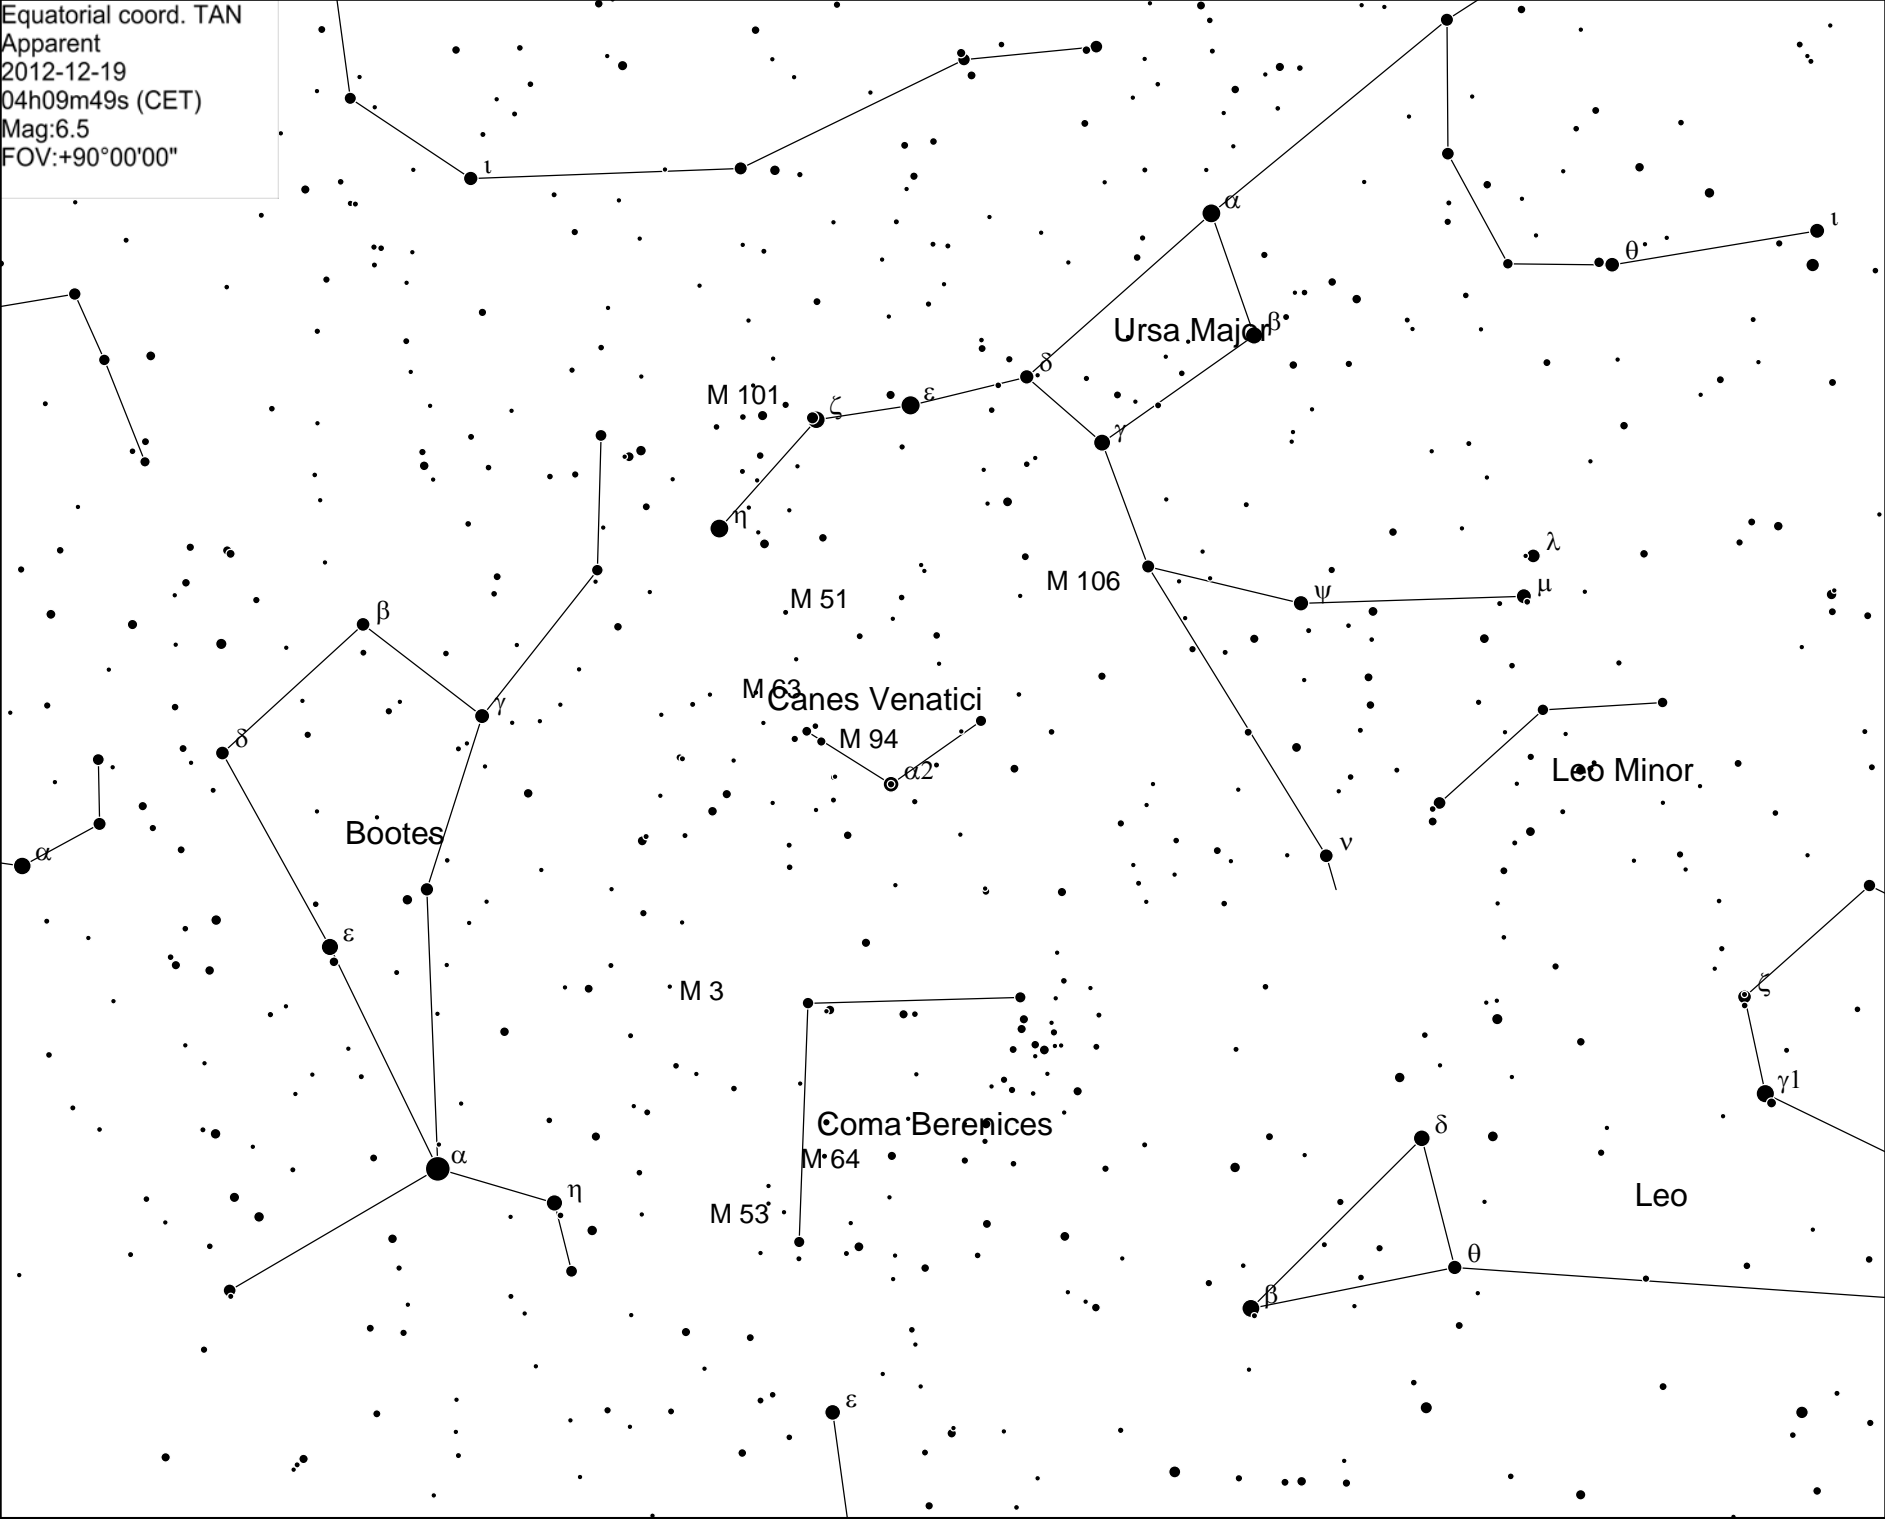 Equatorial coord. TAN
Apparent
2012-12-19
04h09m49s (CET)
Mag:6.5
FOV:+90°00'00"
ι
α
ι
θ
Ursa Major
β
δ
M 101
ζ
ε
γ
η
λ
M 106
μ
ψ
M 51
β
M 63
Canes Venatici
γ
δ
M 94
α2
Leo Minor
Bootes
ν
α
ε
M 3
ζ
γ1
Coma Berenices
δ
M 64
α
η
Leo
M 53
θ
β
ε